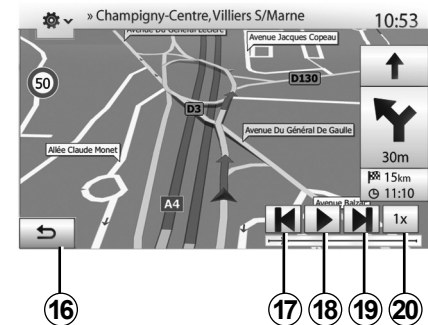 » Champigny-Centre, Villiers S/Marne
10:53
Avenue Du Général Leclerc
Avenue Jacques Copeau
50
D130
D3
Avenue Du Général De Gaulle
Allée Claude Monet
30m
15km
11:10
A4
Avenue Balzac
1x
16
17
18
19
20